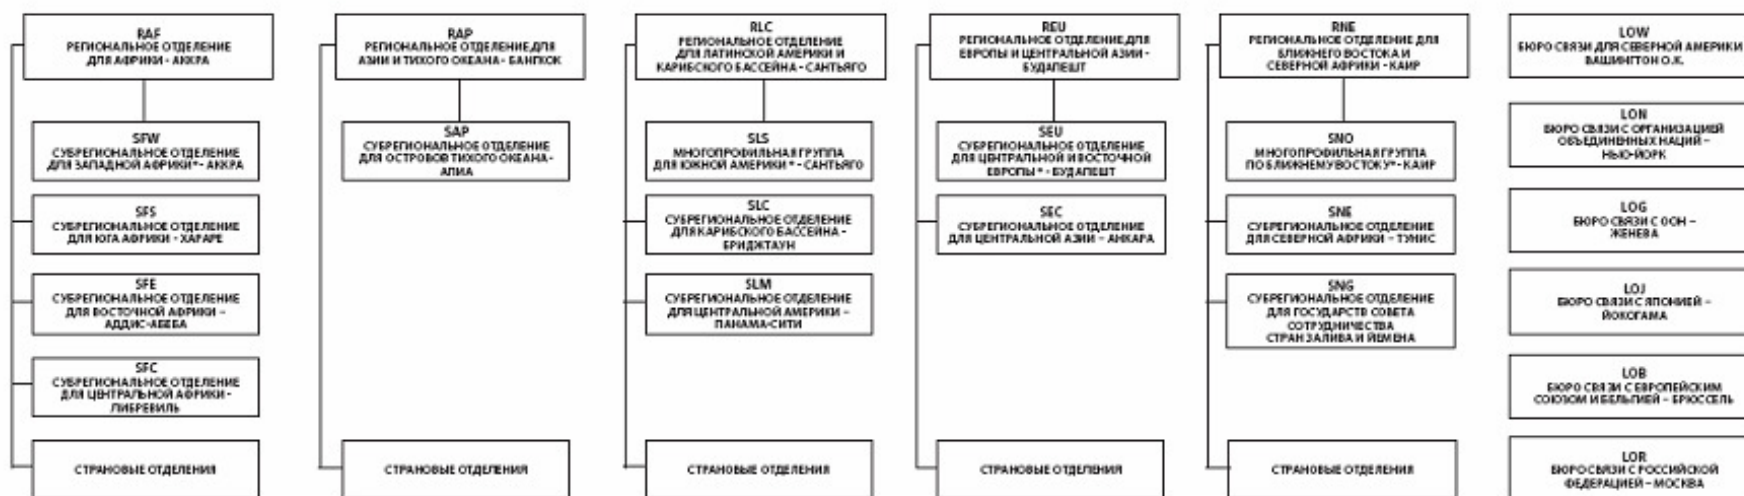 RAF
РЕГИОНАЛЬНОЕ ОТДЕЛЕНИЕ
ДЛЯ АФРИКИ - АККРА
SFW
СУБРЕГИОНАЛЬНОЕ ОТДЕЛЕНИЕ
ДЛЯ ЗАПАДНОЙ АФРИКИ*- АККРА
SFS
СУБРЕГИОНАЛЬНОЕ ОТДЕЛЕНИЕ
ДЛЯ ЮГА АФРИКИ - ХАРАРЕ
SFE
СУБРЕГИОНАЛЬНОЕ ОТДЕЛЕНИЕ
ДЛЯ ВОСТОЧНОЙ АФРИКИ –
АДДИС-АБЕБА
SFC
СУБРЕГИОНАЛЬНОЕ ОТДЕЛЕНИЕ
ДЛЯ ЦЕНТРАЛЬНОЙ АФРИКИ -
ЛИБРЕВИЛЬ
СТРАНОВЫЕ ОТДЕЛЕНИЯ
RAP
РЕГИОНАЛЬНОЕ ОТДЕЛЕНИЕ ДЛЯ
АЗИИ И ТИХОГО ОКЕАНА - БАНГКОК
SAP
СУБРЕГИОНАЛЬНОЕ ОТДЕЛЕНИЕ
ДЛЯ ОСТРОВОВ ТИХОГО ОКЕАНА-
АПИА
СТРАНОВЫЕ ОТДЕЛЕНИЯ
RLC
РЕГИОНАЛЬНОЕ ОТДЕЛЕНИЕ
ДЛЯ ЛАТИНСКОЙ АМЕРИКИ И
КАРИБСКОГО БАССЕЙНА - САНТЬЯГО
SLS
МНОГОПРОФИЛЬНАЯ ГРУППА
ДЛЯ ЮЖНОЙ АМЕРИКИ * - САНТЬЯГО
SLC
СУБРЕГИОНАЛЬНОЕ ОТДЕЛЕНИЕ
ДЛЯ КАРИБСКОГО БАССЕЙНА -
БРИДЖТАУН
SLM
СУБРЕГИОНАЛЬНОЕ ОТДЕЛЕНИЕ
ДЛЯ ЦЕНТРАЛЬНОЙ АМЕРИКИ –
ПАНАМА-СИТИ
СТРАНОВЫЕ ОТДЕЛЕНИЯ
REU
РЕГИОНАЛЬНОЕ ОТДЕЛЕНИЕ ДЛЯ
ЕВРОПЫ И ЦЕНТРАЛЬНОЙ АЗИИ -
БУДАПЕШТ
SEU
СУБРЕГИОНАЛЬНОЕ ОТДЕЛЕНИЕ
ДЛЯ ЦЕНТРАЛЬНОЙ И ВОСТОЧНОЙ
ЕВРОПЫ * - БУДАПЕШТ
SEC
СУБРЕГИОНАЛЬНОЕ ОТДЕЛЕНИЕ
ДЛЯ ЦЕНТРАЛЬНОЙ АЗИИ – АНКАРА
СТРАНОВЫЕ ОТДЕЛЕНИЯ
RNE
РЕГИОНАЛЬНОЕ ОТДЕЛЕНИЕ ДЛЯ
БЛИЖНЕГО ВОСТОКА И
СЕВЕРНОЙ АФРИКИ - КАИР
SNO
МНОГОПРОФИЛЬНАЯ ГРУППА
ПО БЛИЖНЕМУ ВОСТОКУ*- КАИР
SNE
СУБРЕГИОНАЛЬНОЕ ОТДЕЛЕНИЕ
ДЛЯ СЕВЕРНОЙ АФРИКИ – ТУНИС
SNG
СУБРЕГИОНАЛЬНОЕ ОТДЕЛЕНИЕ
ДЛЯ ГОСУДАРСТВ СОВЕТА
СОТРУДНИЧЕСТВА
СТРАН ЗАЛИВА И ЙЕМЕНА
СТРАНОВЫЕ ОТДЕЛЕНИЯ
LOW
БЮРО СВЯЗИ ДЛЯ СЕВЕРНОЙ АМЕРИКИ
ВАШИНГТОН О.К.
LON
БЮРО СВЯЗИ С ОРГАНИЗАЦИЕЙ
ОБЪЕДИНЕННЫХ НАЦИЙ –
НЬЮ-ЙОРК
LOG
БЮРО СВЯЗИ С ООН –
ЖЕНЕВА
LOJ
БЮРО СВЯЗИ С ЯПОНИЕЙ –
ЙОКОГАМА
LOB
БЮРО СВЯЗИ С ЕВРОПЕЙСКИМ
СОЮЗОМ И БЕЛЬГИЕЙ – БРЮССЕЛЬ
LOR
БЮРО СВЯЗИ С РОССИЙСКОЙ
ФЕДЕРАЦИЕЙ – МОСКВА